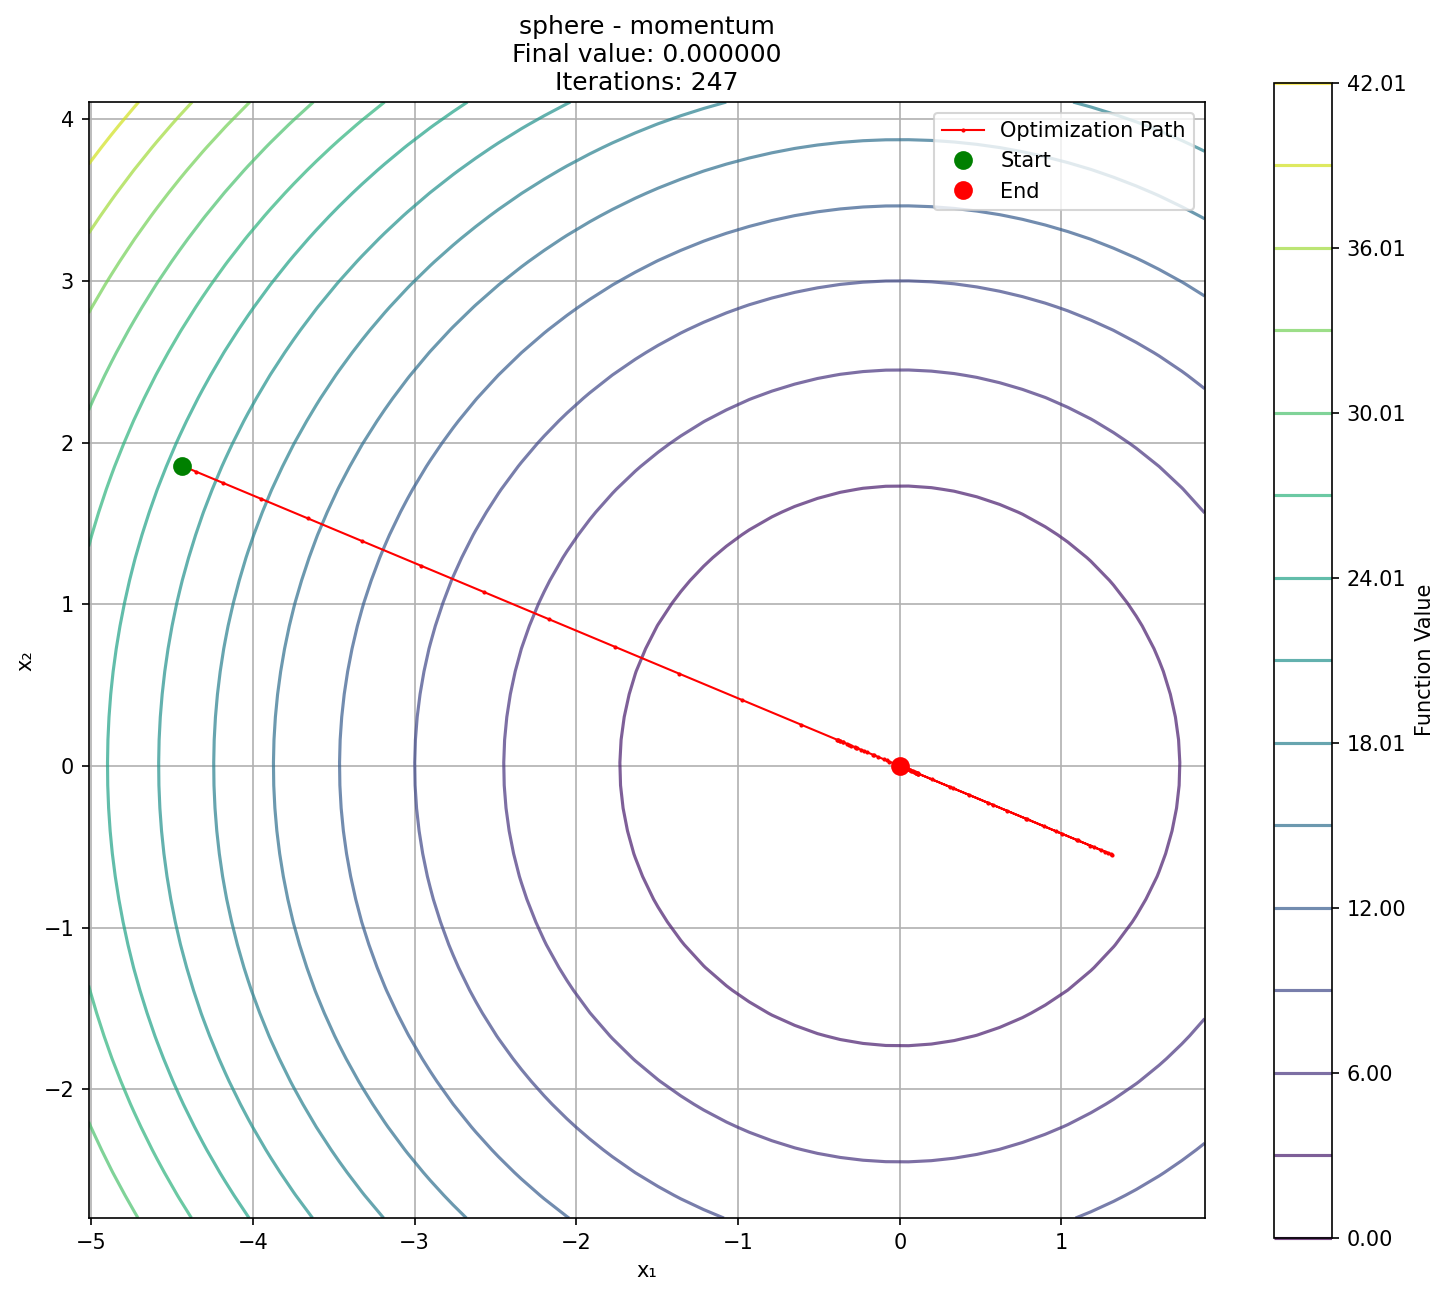 sphere - momentum
Final value: 0.000000
Iterations: 247
Optimization Path
Start
End
4
3
2
1
0
−1
−2
x₂
−5
−4
−3
−2
−1
0
1
x₁
42.01
36.01
30.01
24.01
18.01
12.00
6.00
0.00
Function Value